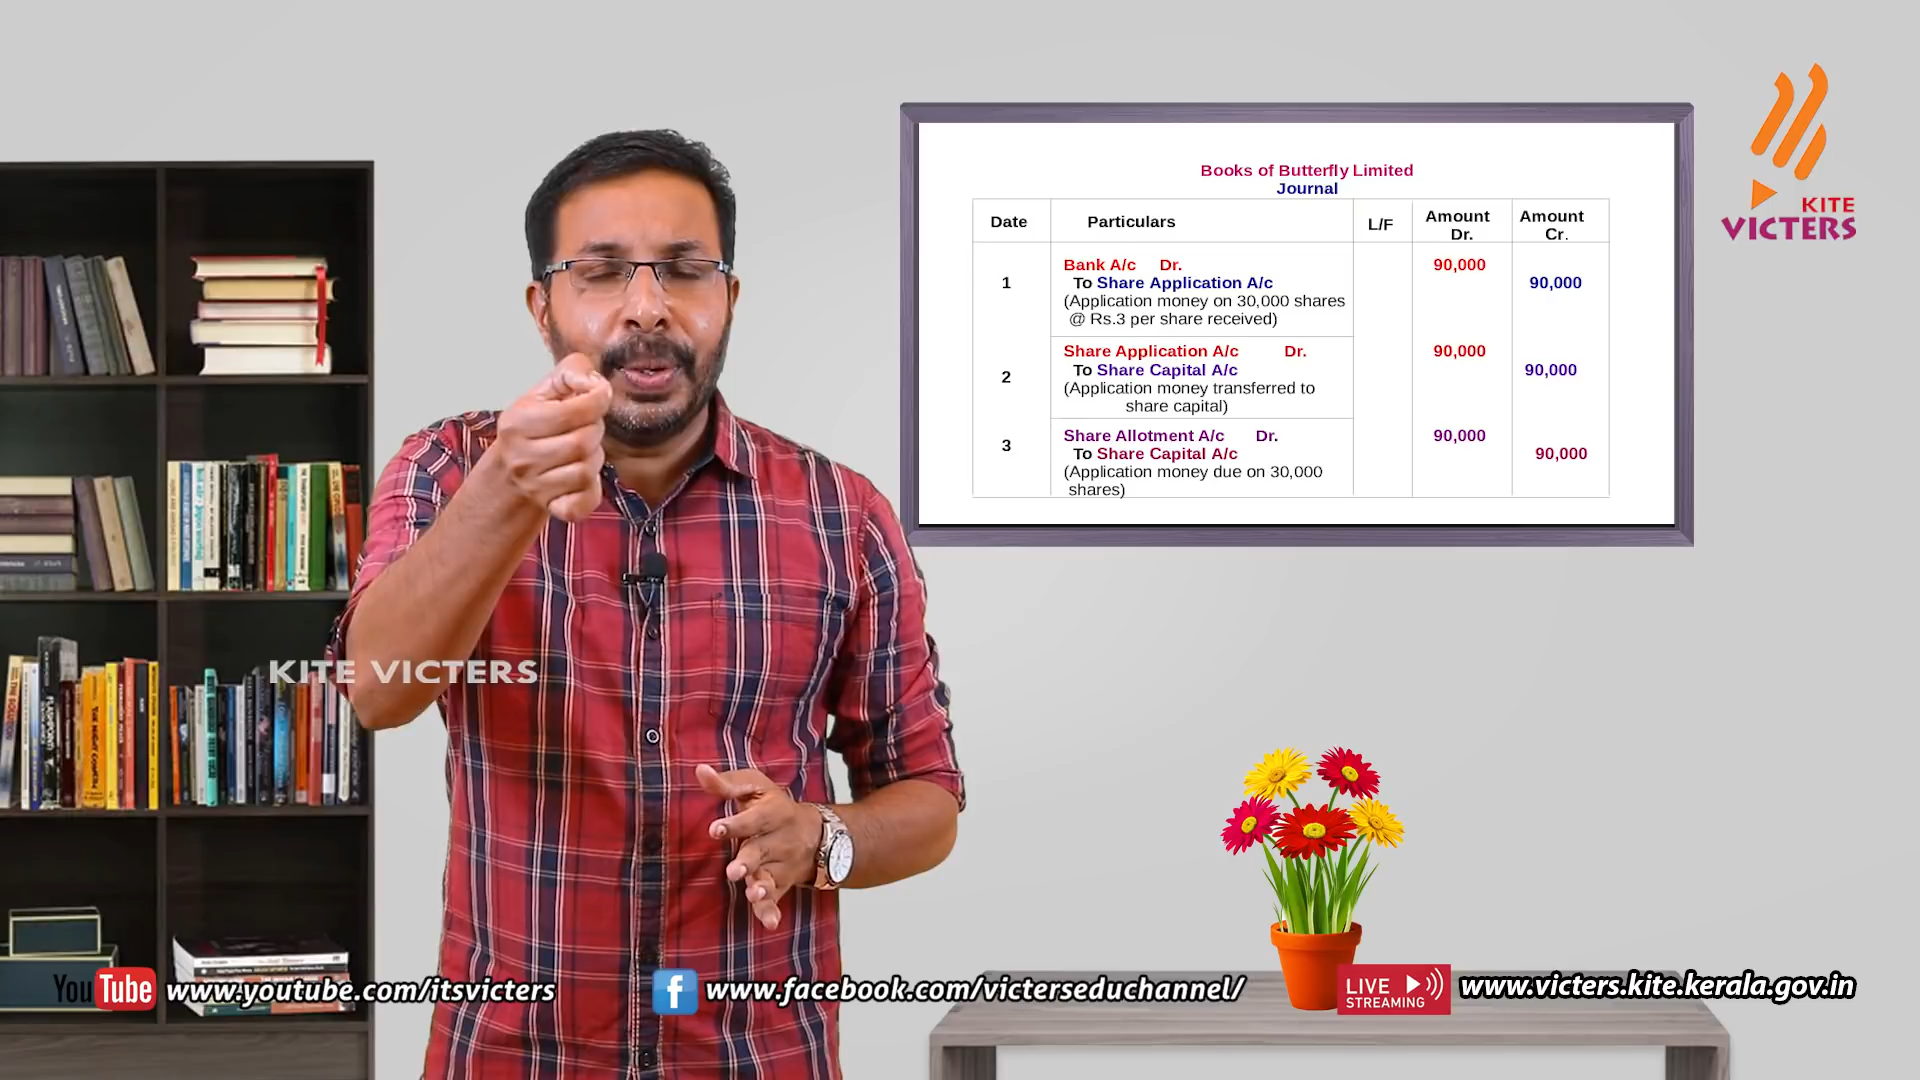 Books of Butterfly Limited
Journal
Date Particulars L/F Amount Dr. Amount Cr.
1 Bank A/c Dr. 90,000
To Share Application A/c 90,000
(Application money on 30,000 shares
@ Rs.3 per share received)
2 Share Application A/c Dr. 90,000
To Share Capital A/c 90,000
(Application money transferred to
share capital)
3 Share Allotment A/c Dr. 90,000
To Share Capital A/c 90,000
(Application money due on 30,000
shares)
KITE
VICTERS
KITE VICTERS
YouTube www.youtube.com/itsvicters
f www.facebook.com/victerseduchannel/
LIVE
STREAMING
www.victers.kite.kerala.gov.in